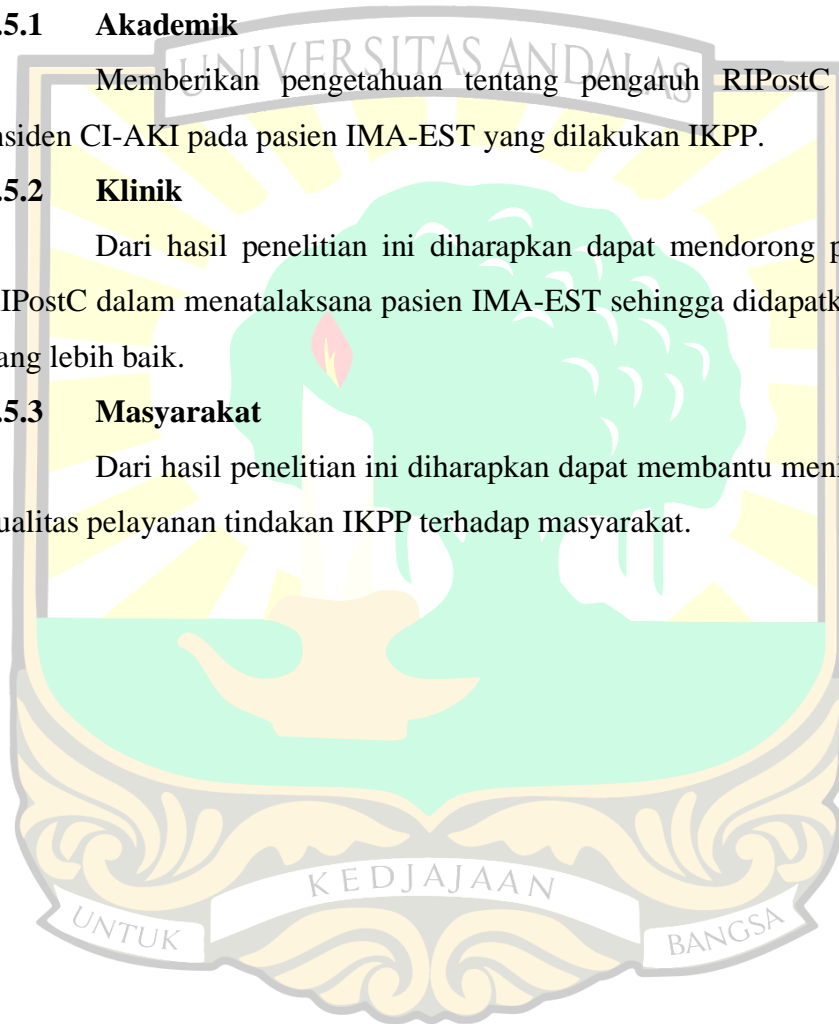 .5.1 Akademik
UNIVERSITAS ANDALAS
Memberikan pengetahuan tentang pengaruh RIPostC
nsiden CI-AKI pada pasien IMA-EST yang dilakukan IKPP.
.5.2 Klinik
Dari hasil penelitian ini diharapkan dapat mendorong p
RIPostC dalam menatalaksana pasien IMA-EST sehingga didapatk
ang lebih baik.
.5.3 Masyarakat
Dari hasil penelitian ini diharapkan dapat membantu meni
ualitas pelayanan tindakan IKPP terhadap masyarakat.
KEDJAJAAN
UNTUK BANGSA